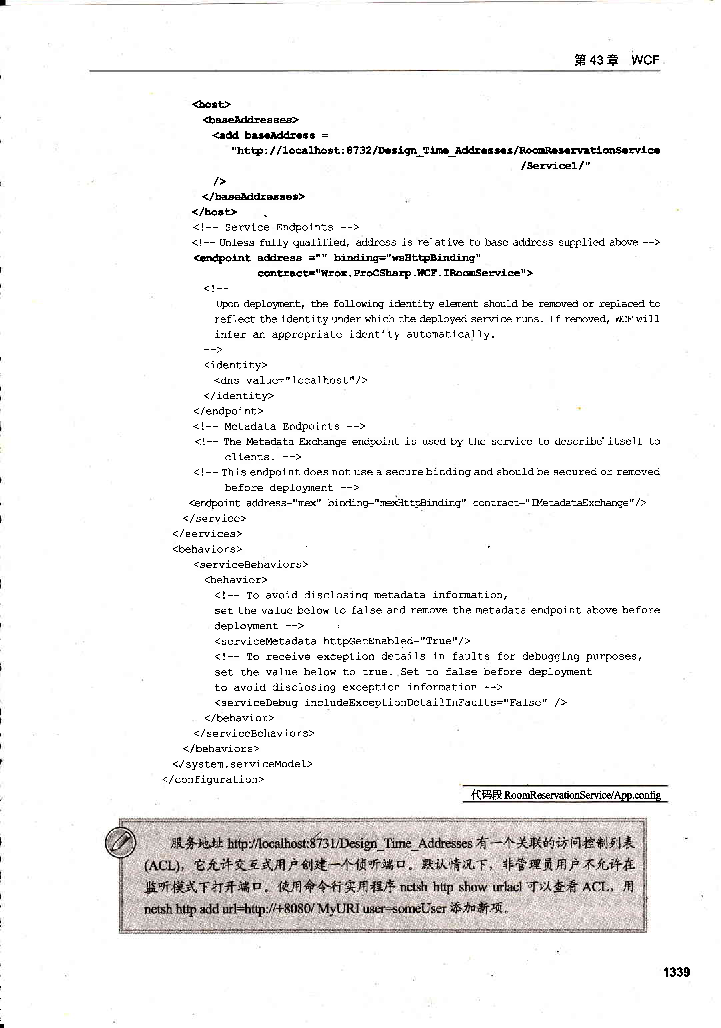 第 43 章 WCF
<host>
<baseAddresses>
<add baseAddress =
"http://localhost:8732/Design_Time_Addresses/RoomReservationService
/Service1/"
/>
</baseAddresses>
</host>
<!-- Service Endpoints -->
<!-- Unless fully qualified, address is relative to base address supplied above -->
<endpoint address ="" binding="wsHttpBinding"
contract="Wrox.ProCSharp.WCF.IRoomService">
<!--
Upon deployment, the following identity element should be removed or replaced to
reflect the identity under which the deployed service runs. If removed, WCF will
infer an appropriate identity automatically.
-->
<identity>
<dns value="localhost"/>
</identity>
</endpoint>
<!-- Metadata Endpoints -->
<!-- The Metadata Exchange endpoint is used by the service to describe itself to
clients. -->
<!-- This endpoint does not use a secure binding and should be secured or removed
before deployment -->
<endpoint address="mex" binding="mexHttpBinding" contract="IMetadataExchange"/>
</service>
</services>
<behaviors>
<serviceBehaviors>
<behavior>
<!-- To avoid disclosing metadata information,
set the value below to false and remove the metadata endpoint above before
deployment -->
<serviceMetadata httpGetEnabled="True"/>
<!-- To receive exception details in faults for debugging purposes,
set the value below to true. Set to false before deployment
to avoid disclosing exception information -->
<serviceDebug includeExceptionDetailInFaults="False" />
</behavior>
</serviceBehaviors>
</behaviors>
</system.serviceModel>
</configuration>
代码段 RoomReservationService/App.config
服务地址 http://localhost:8731/Design_Time_Addresses 有一个关联的访问控制列表
(ACL)，它允许交互式用户创建一个侦听端口。默认情况下，非管理员用户不允许在
监听模式下打开端口。使用命令行实用程序 netsh http show urlacl 可以查看 ACL，用
netsh http add url=http://+8080/ MyURI user=someUser 添加新项。
1339